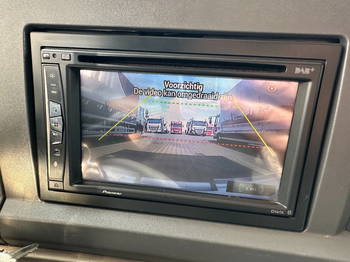 DAB+
Voorzichtig
De video kan omgedraaid
Pioneer